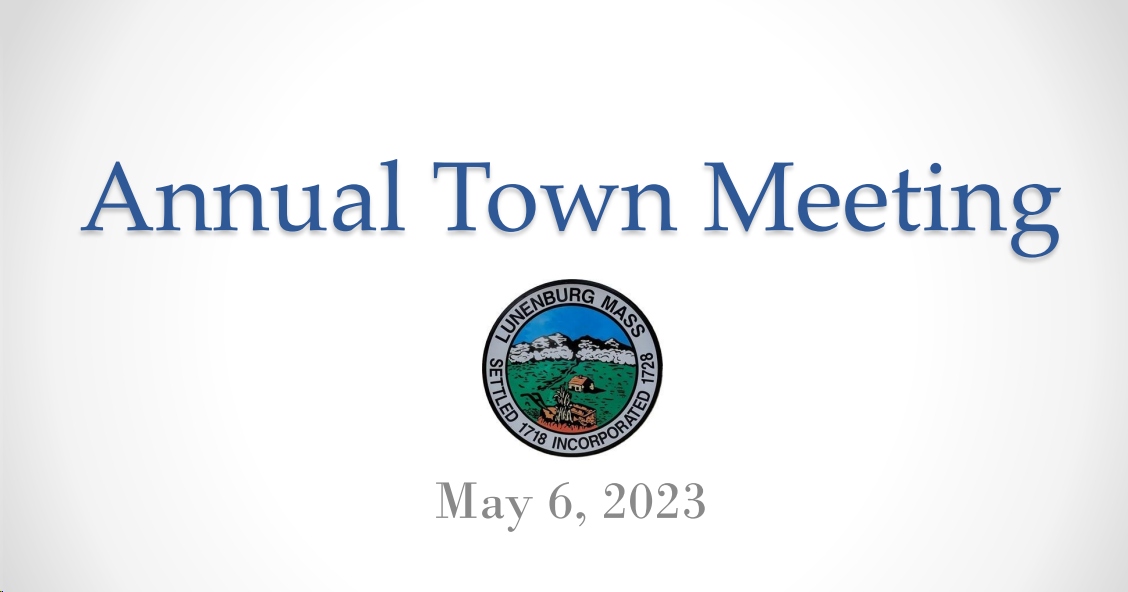 Annual Town Meeting
LUNENBURG MASS
SETTLED 1718 INCORPORATED 1728
May 6, 2023